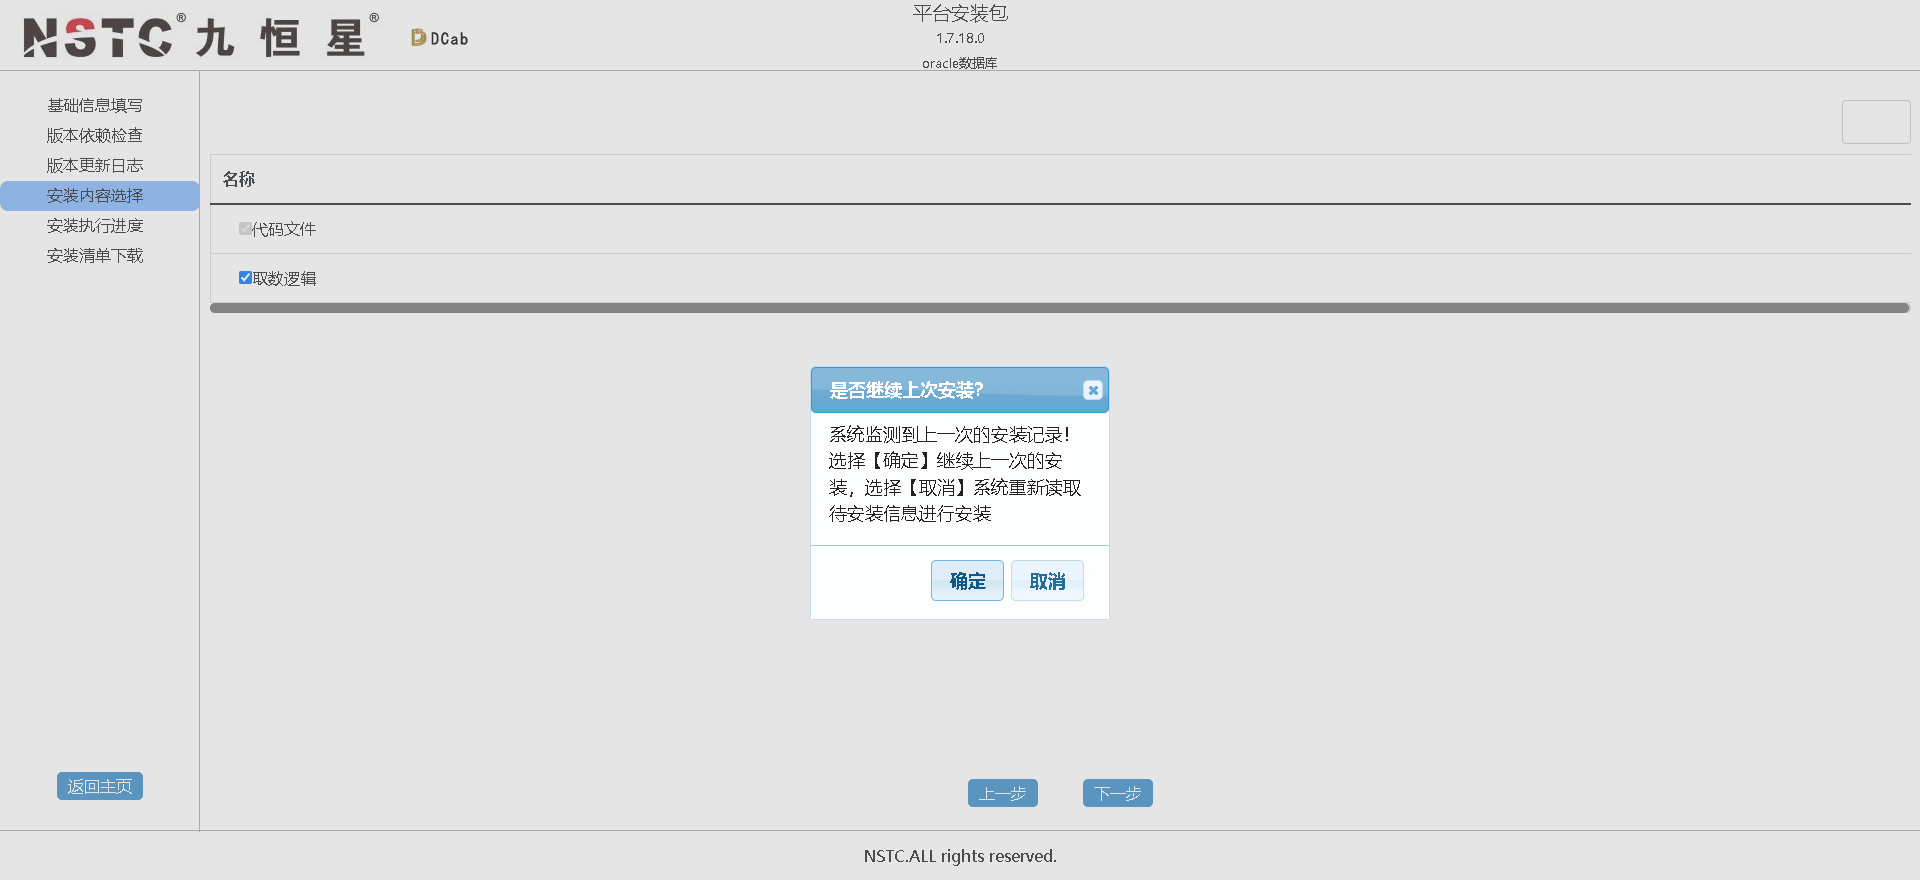 NSTC® 九恒星®
DCab
平台安装包
1.7.18.0
oracle数据库
基础信息填写
版本依赖检查
版本更新日志
安装内容选择
安装执行进度
安装清单下载
名称
代码文件
取数逻辑
是否继续上次安装?
系统监测到上一次的安装记录！
选择【确定】继续上一次的安
装，选择【取消】系统重新读取
待安装信息进行安装
确定
取消
返回主页
上一步
下一步
NSTC.ALL rights reserved.